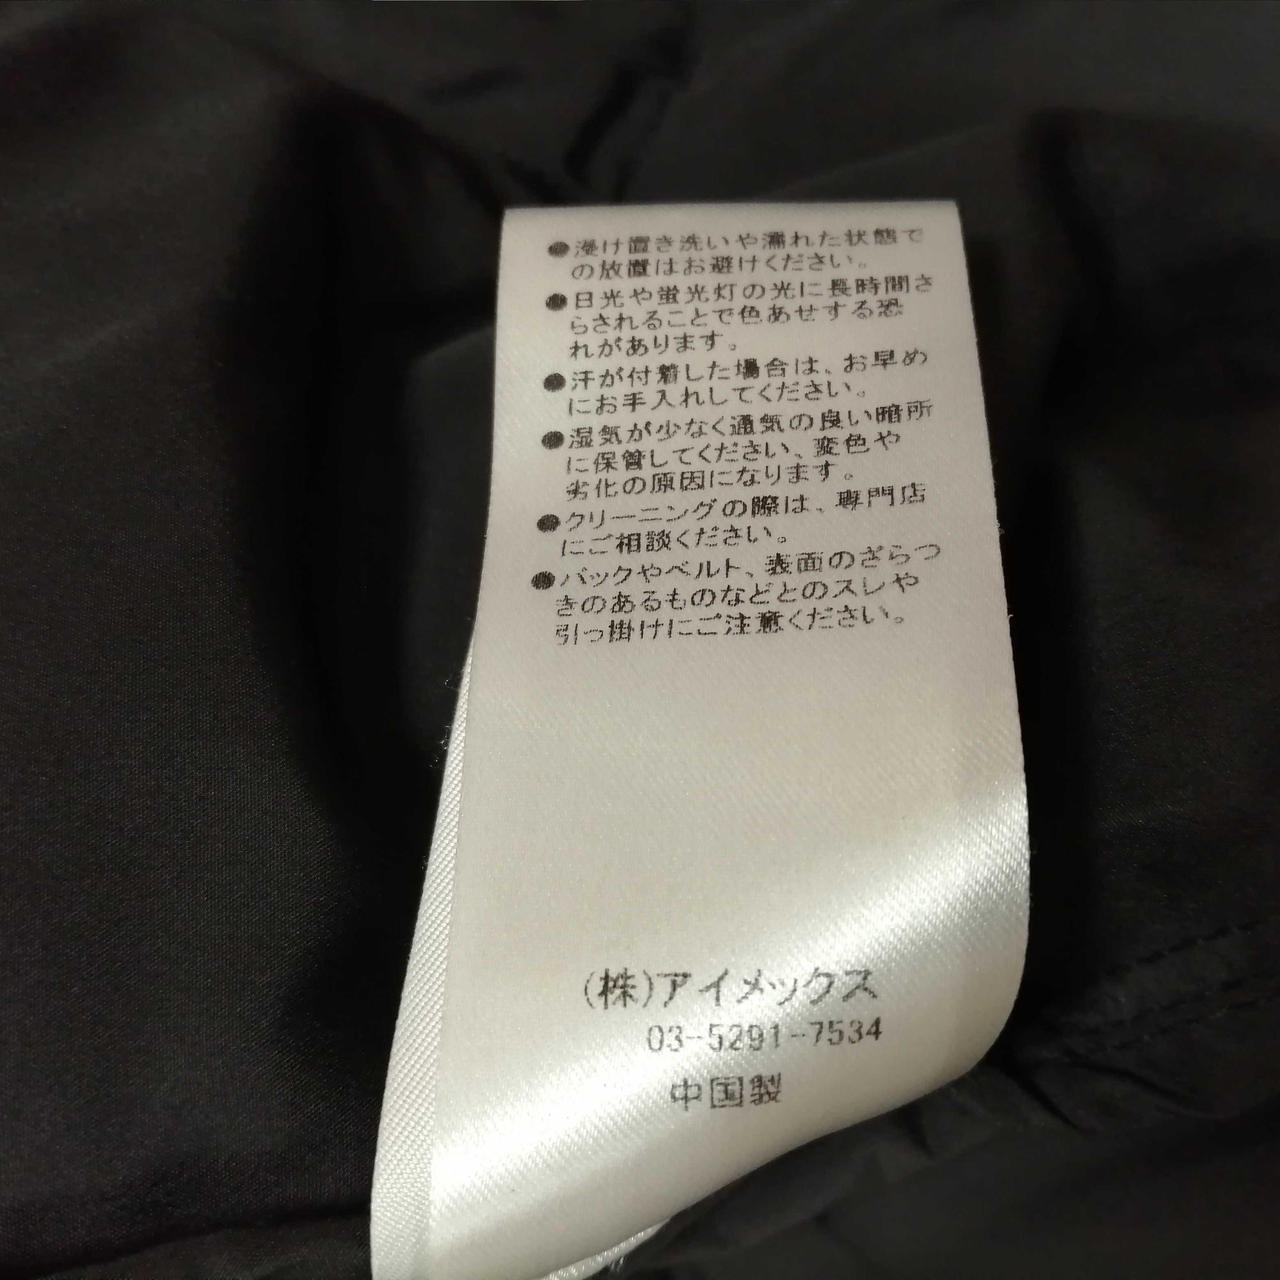 ●浸け置き洗いや濡れた状態で
の放置はお避けください。
●日光や蛍光灯の光に長時間さ
らされることで色あせする恐
れがあります。
●汗が付着した場合は、お早め
にお手入れしてください。
●湿気が少なく通気の良い暗所
に保管してください、変色や
劣化の原因になります。
●クリーニングの際は、専門店
にご相談ください。
●バックやベルト、表面のざらつ
きのあるものなどとのスレや
引っ掛けにご注意ください。
(株)アイメックス
03-5291-7534
中国製